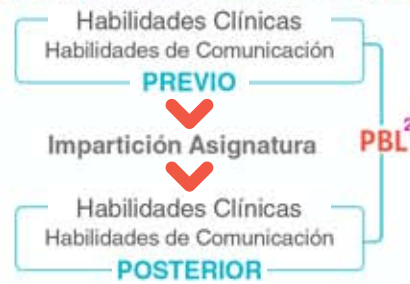 Habilidades Clínicas
Habilidades de Comunicación
PREVIO
Impartición Asignatura
PBL²
Habilidades Clínicas
Habilidades de Comunicación
POSTERIOR